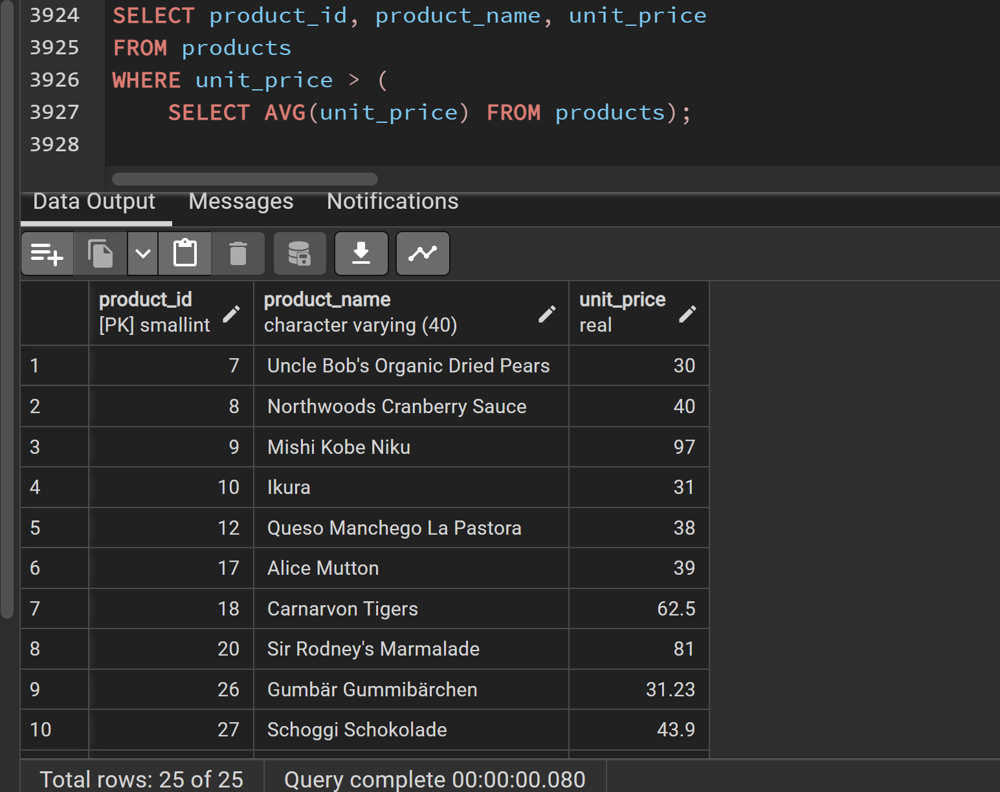 3924 SELECT product_id, product_name, unit_price
3925 FROM products
3926 WHERE unit_price > (
3927 SELECT AVG(unit_price) FROM products);
3928
Data Output Messages Notifications
product_id product_name unit_price
[PK] smallint character varying (40) real
1 7 Uncle Bob's Organic Dried Pears 30
2 8 Northwoods Cranberry Sauce 40
3 9 Mishi Kobe Niku 97
4 10 Ikura 31
5 12 Queso Manchego La Pastora 38
6 17 Alice Mutton 39
7 18 Carnarvon Tigers 62.5
8 20 Sir Rodney's Marmalade 81
9 26 Gumbär Gummibärchen 31.23
10 27 Schoggi Schokolade 43.9
Total rows: 25 of 25 Query complete 00:00:00.080